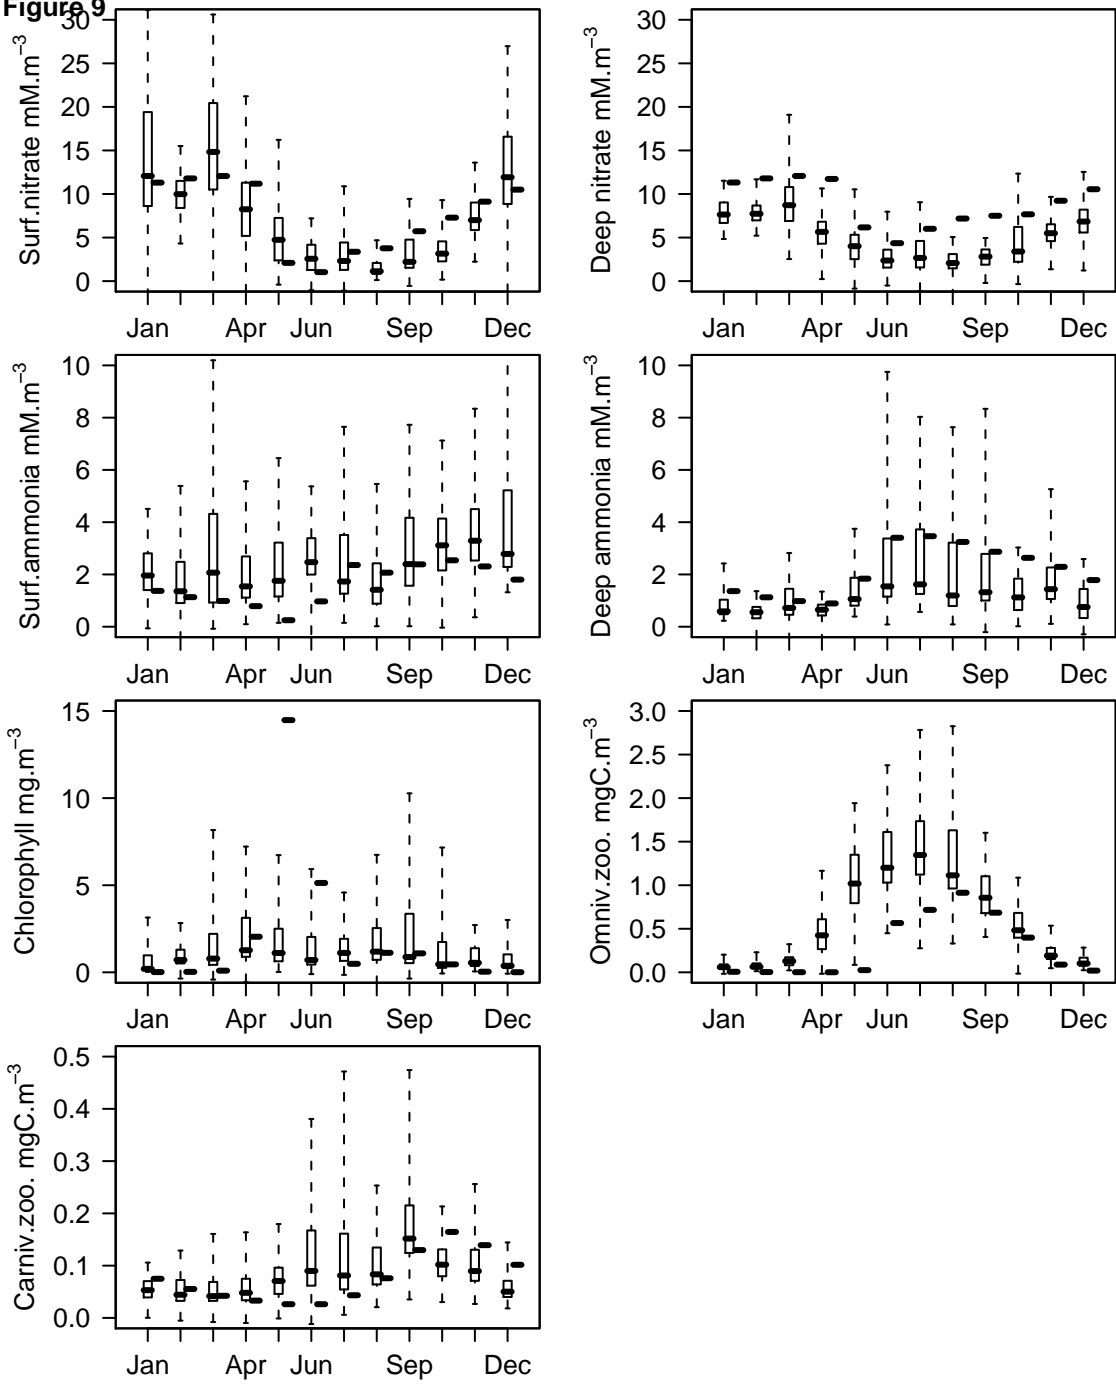 Figure 9
Surf.nitrate mM.m−3
30
25
20
15
10
5
0
Jan Apr Jun Sep Dec
Deep nitrate mM.m−3
30
25
20
15
10
5
0
Jan Apr Jun Sep Dec
Surf.ammonia mM.m−3
10
8
6
4
2
0
Jan Apr Jun Sep Dec
Deep ammonia mM.m−3
10
8
6
4
2
0
Jan Apr Jun Sep Dec
Chlorophyll mg.m−3
15
10
5
0
Jan Apr Jun Sep Dec
Omniv.zoo. mgC.m−3
3.0
2.5
2.0
1.5
1.0
0.5
0.0
Jan Apr Jun Sep Dec
Carniv.zoo. mgC.m−3
0.5
0.4
0.3
0.2
0.1
0.0
Jan Apr Jun Sep Dec